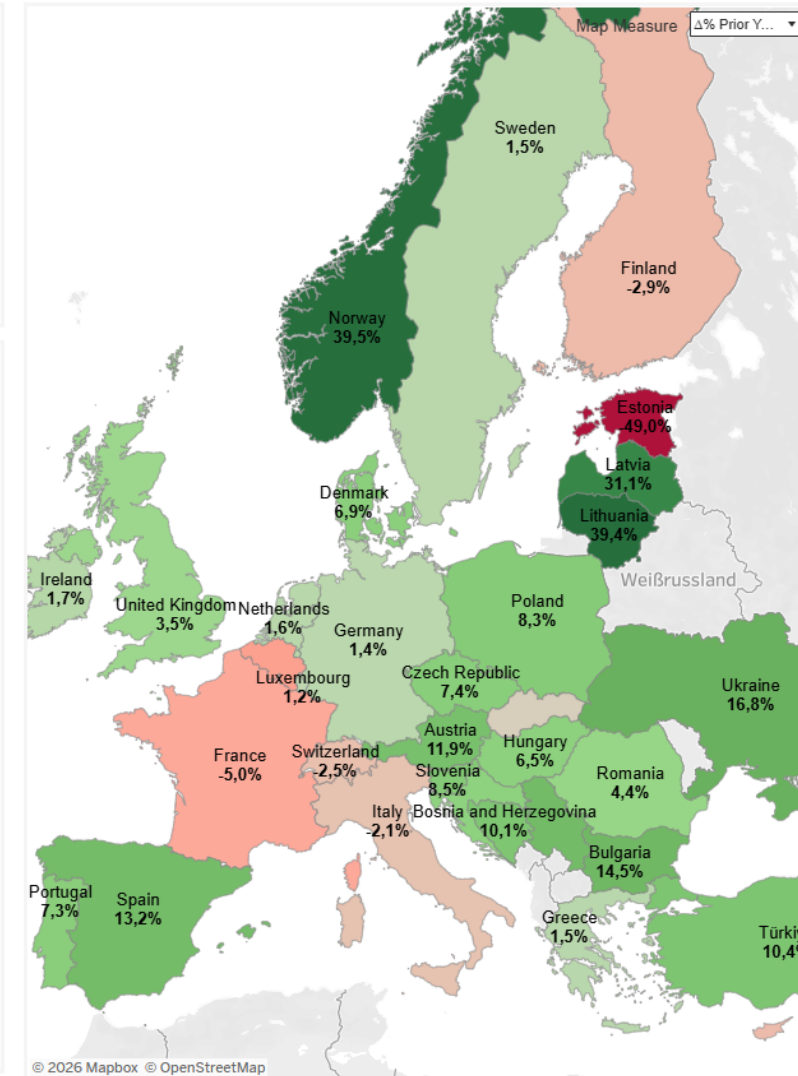 Map Measure
Δ% Prior Y...
Sweden
1,5%
Finland
-2,9%
Norway
39,5%
Estonia
-49,0%
Latvia
31,1%
Denmark
6,9%
Lithuania
39,4%
Weißrussland
Ireland
1,7%
United Kingdom
3,5%
Netherlands
1,6%
Poland
8,3%
Germany
1,4%
Luxembourg
1,2%
Czech Republic
7,4%
Ukraine
16,8%
Austria
11,9%
Hungary
6,5%
France
-5,0%
Switzerland
-2,5%
Slovenia
8,5%
Romania
4,4%
Italy
-2,1%
Bosnia and Herzegovina
10,1%
Bulgaria
14,5%
Portugal
7,3%
Spain
13,2%
Greece
1,5%
Türki
10,4%
© 2026 Mapbox © OpenStreetMap